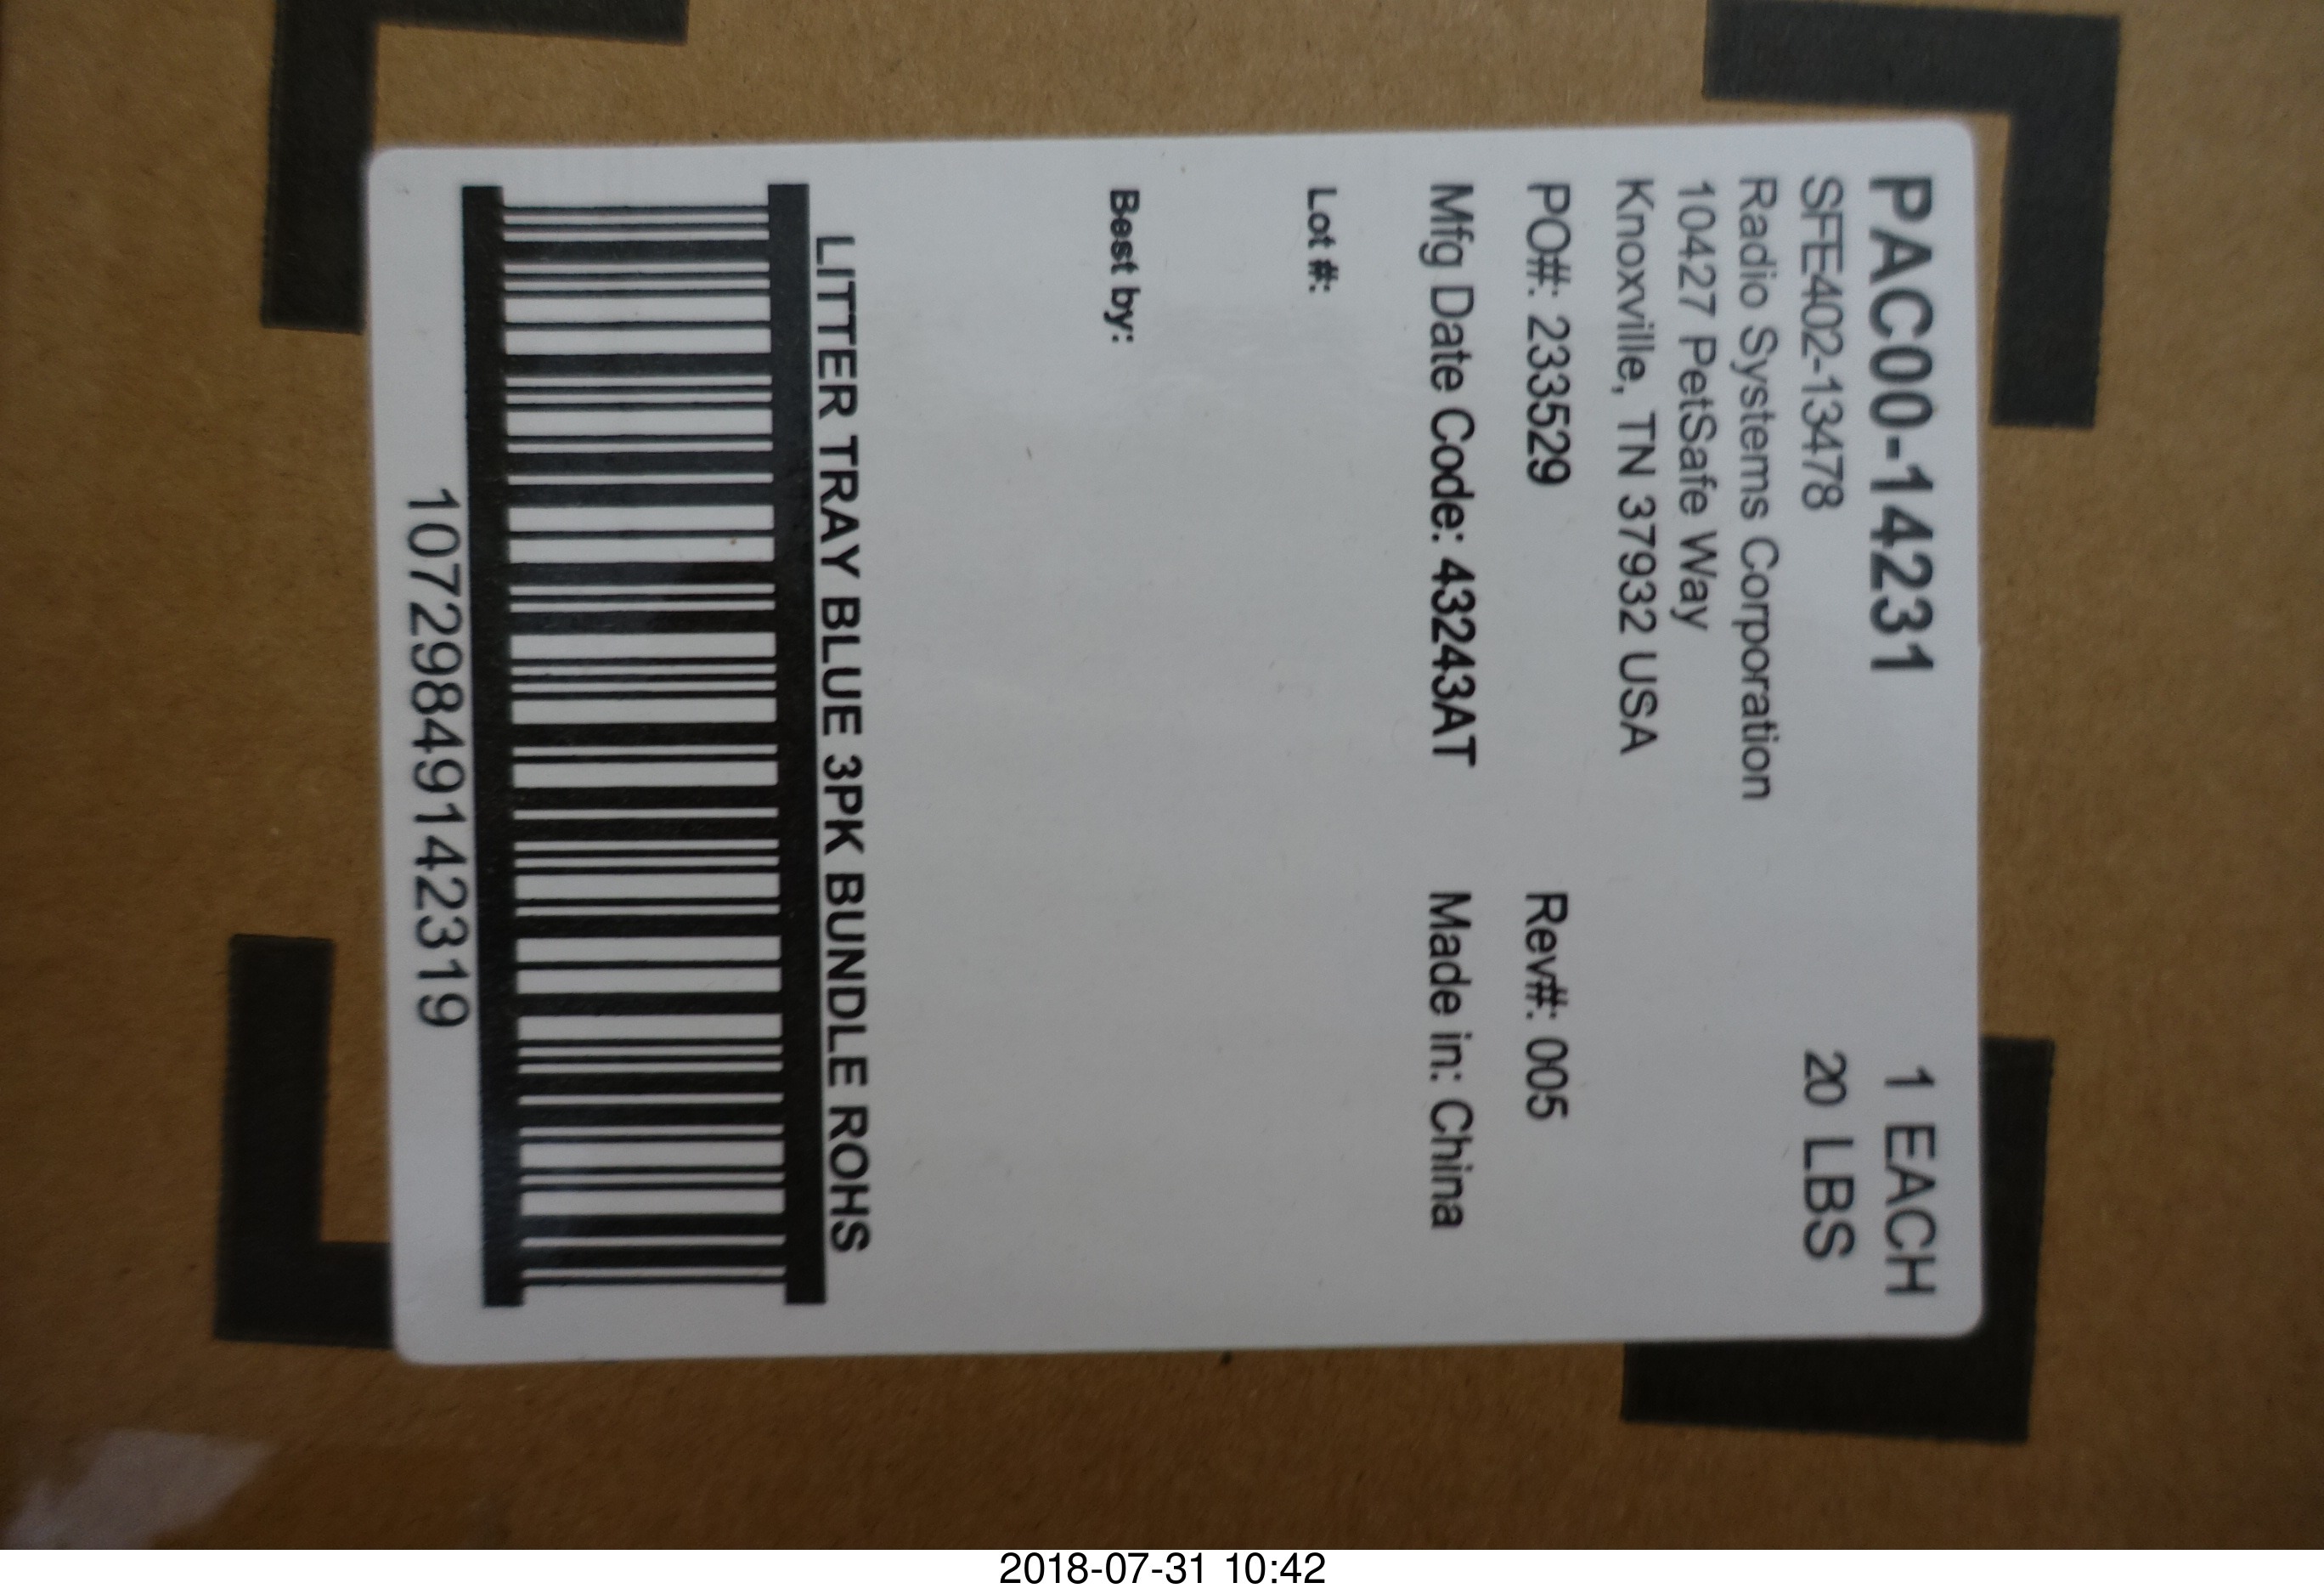 PAC00-14231 1 EACH
SFE402-13478 20 LBS
Radio Systems Corporation
10427 PetSafe Way
Knoxville, TN 37932 USA
PO#: 233529 Rev#: 005
Mfg Date Code: 43243AT Made in: China
Lot #:
Best by:
LITTER TRAY BLUE 3PK BUNDLE ROHS
10729849142319
2018-07-31 10:42